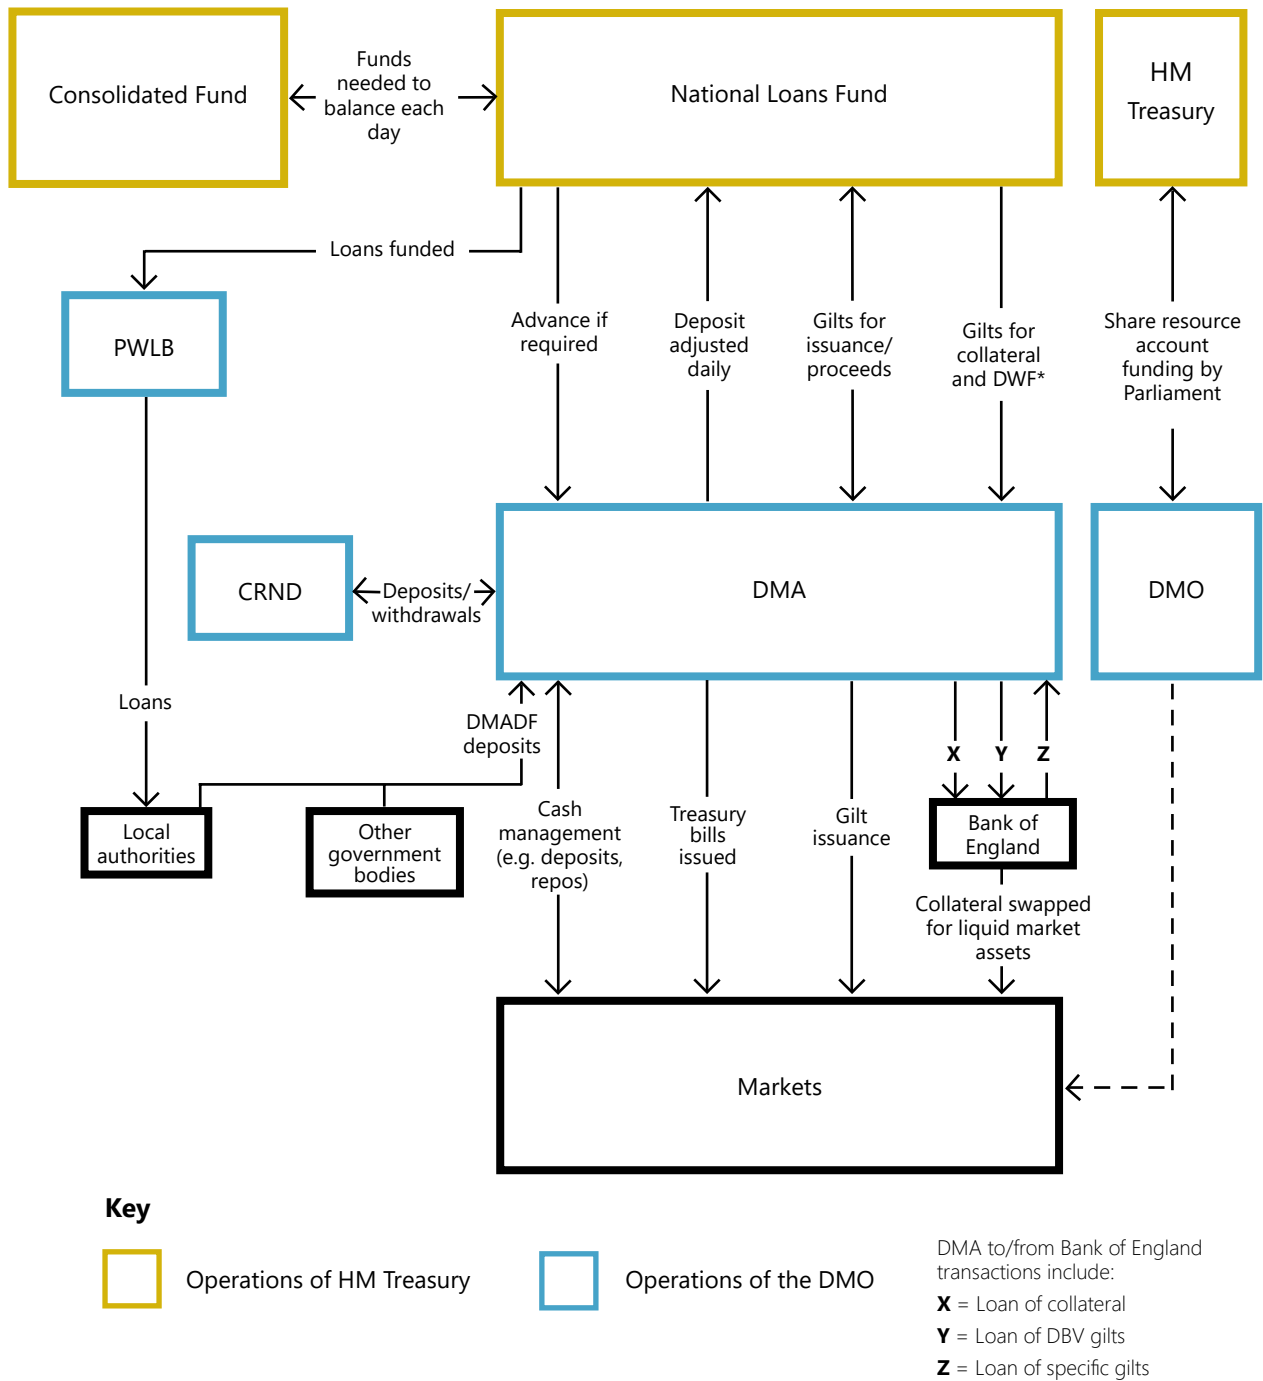 Consolidated Fund
Funds
needed to
balance each
day
National Loans Fund
HM
Treasury
Loans funded
PWLB
Advance if
required
Deposit
adjusted
daily
Gilts for
issuance/
proceeds
Gilts for
collateral
and DWF*
Share resource
account
funding by
Parliament
CRND
Deposits/
withdrawals
DMA
DMO
Loans
DMADF
deposits
X
Y
Z
Local
authorities
Other
government
bodies
Cash
management
(e.g. deposits,
repos)
Treasury
bills
issued
Gilt
issuance
Bank of
England
Collateral swapped
for liquid market
assets
Markets
Key
Operations of HM Treasury
Operations of the DMO
DMA to/from Bank of England
transactions include:
X = Loan of collateral
Y = Loan of DBV gilts
Z = Loan of specific gilts